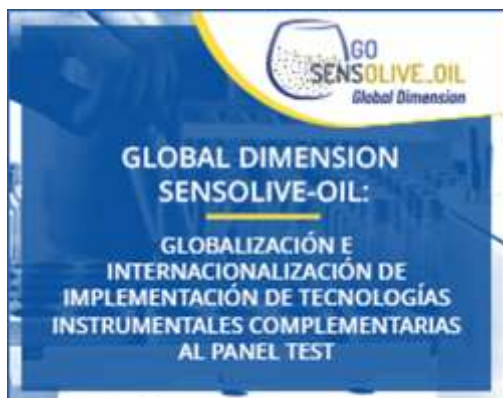 GO
SENSOLIVE_OIL
Global Dimension
GLOBAL DIMENSION
SENSOLIVE-OIL:
GLOBALIZACIÓN E
INTERNACIONALIZACIÓN DE
IMPLEMENTACIÓN DE TECNOLOGÍAS
INSTRUMENTALES COMPLEMENTARIAS
AL PANEL TEST